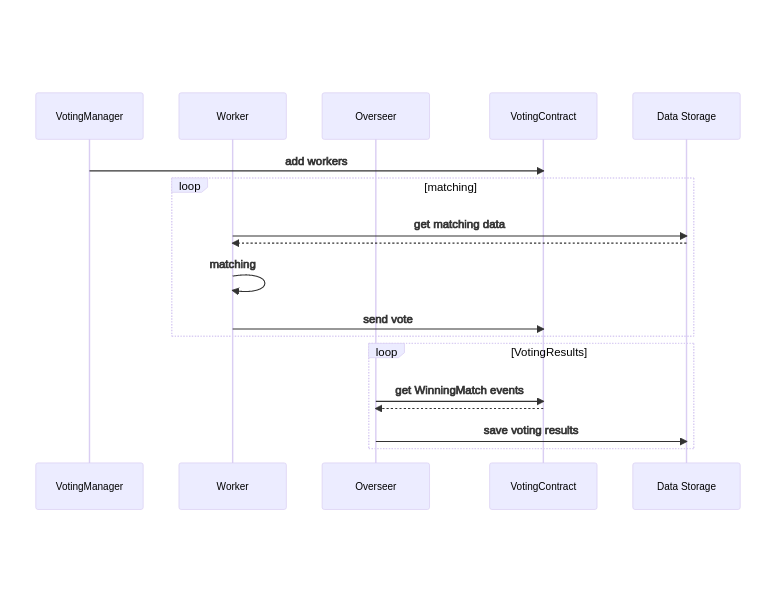 VotingManager
Worker
Overseer
VotingContract
Data Storage
add workers
loop
[matching]
get matching data
matching
send vote
loop
[VotingResults]
get WinningMatch events
save voting results
VotingManager
Worker
Overseer
VotingContract
Data Storage